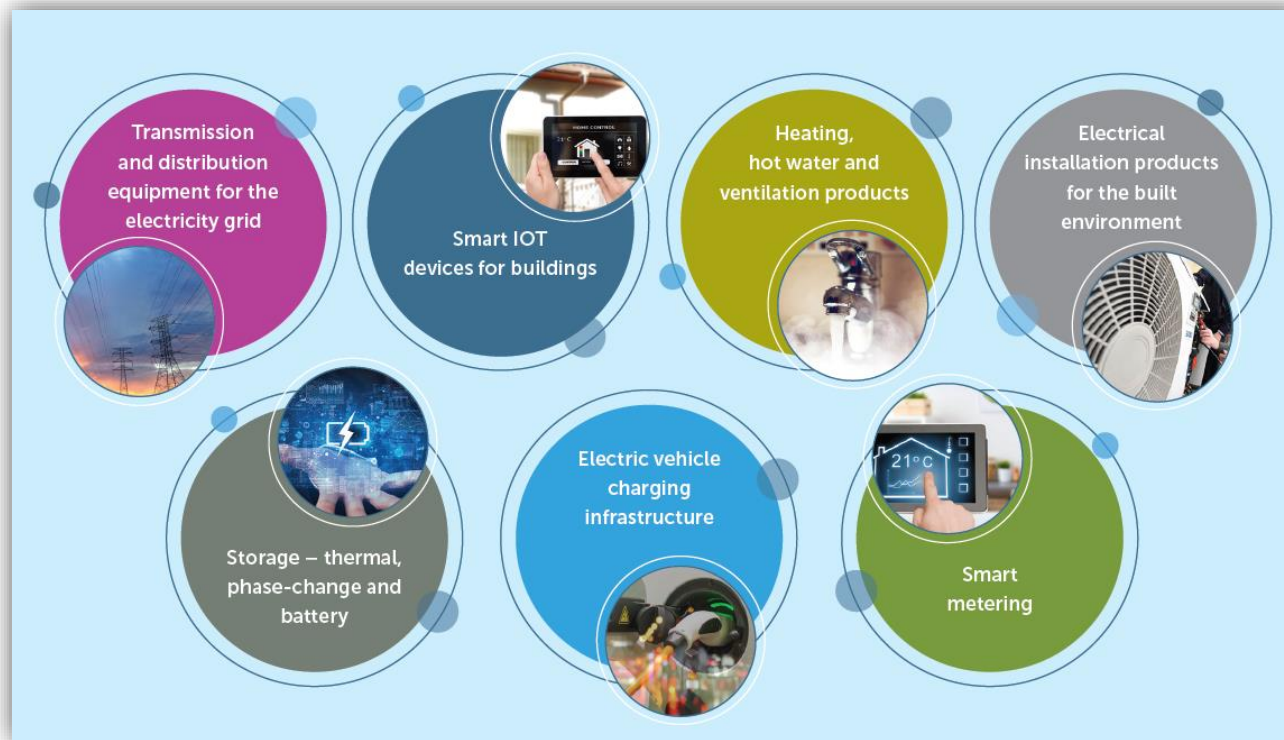 Transmission
and distribution
equipment for the
electricity grid
HOME CONTROL
Smart IOT
devices for buildings
Heating,
hot water and
ventilation products
Electrical
installation products
for the built
environment
Storage – thermal,
phase-change and
battery
Electric vehicle
charging
infrastructure
21°C
Smart
metering